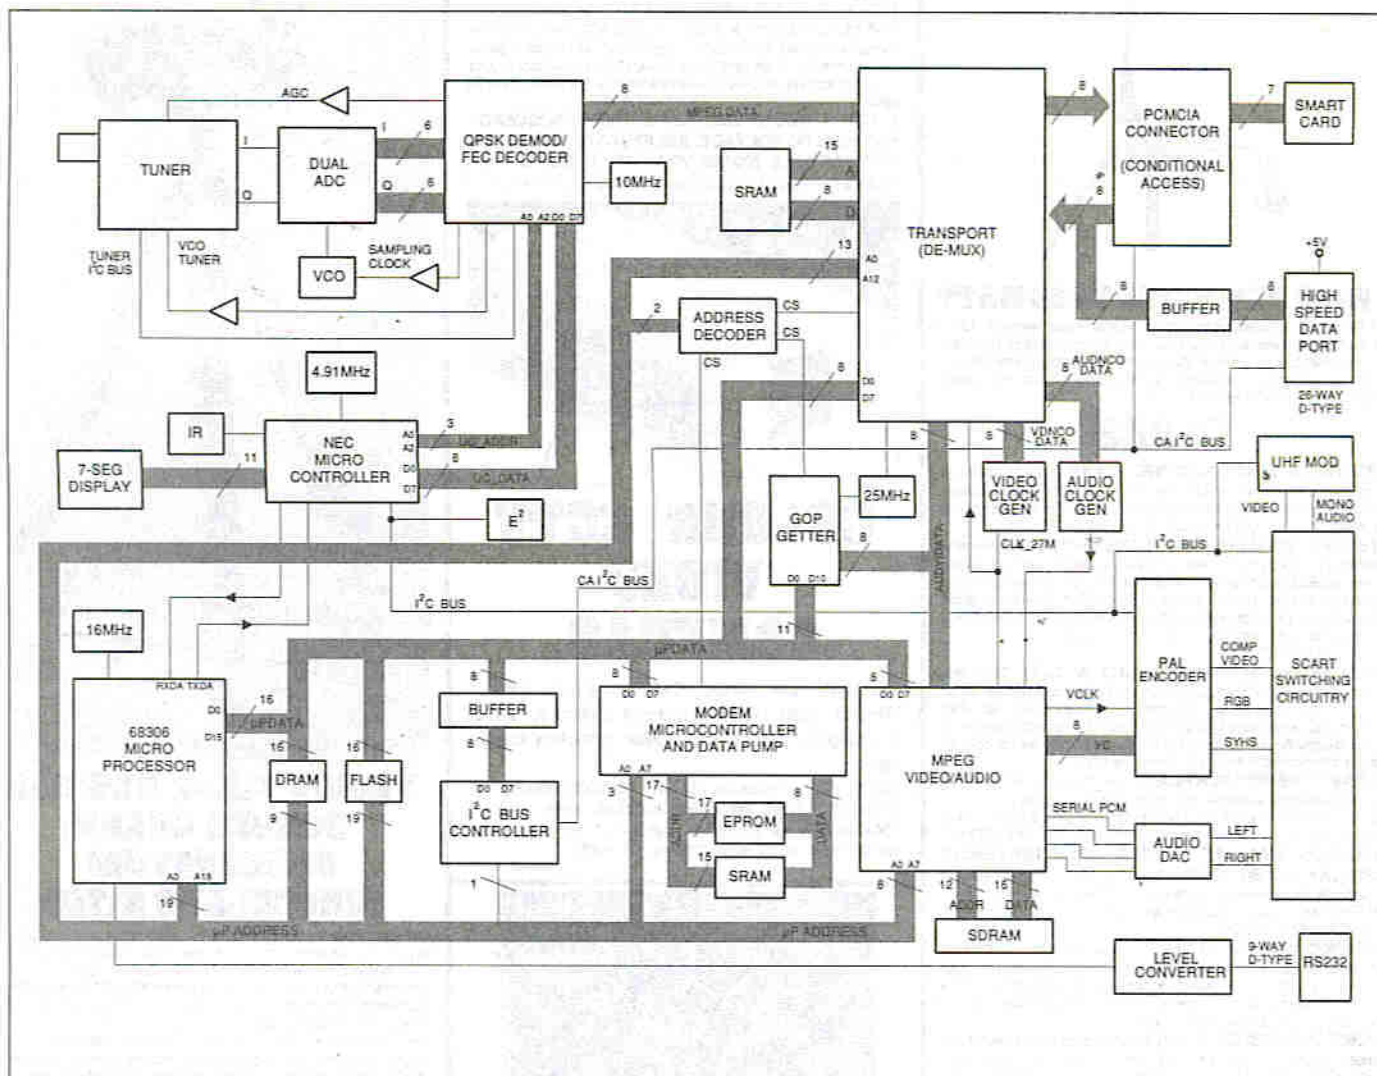 AGC
TUNER
I
Q
DUAL
ADC
I
6
Q
6
QPSK DEMOD/
FEC DECODER
A0 A2 D0 D7
8
MPEG DATA
10MHz
TUNER
I²C BUS
VCO
TUNER
VCO
SAMPLING
CLOCK
SRAM
15
A
8
D
TRANSPORT
(DE-MUX)
13
A0
A12
8
PCMCIA
CONNECTOR
(CONDITIONAL
ACCESS)
8
7
SMART
CARD
+5V
8
BUFFER
8
HIGH
SPEED
DATA
PORT
26-WAY
D-TYPE
2
ADDRESS
DECODER
CS
CS
CS
8
D0
D7
AUDNCO
DATA
8
4.91MHz
IR
7-SEG
DISPLAY
11
NEC
MICRO
CONTROLLER
A0
A2
D0
D7
3
UC_ADDR
8
UC_DATA
E²
8
8
VDNCO
DATA
CA I²C BUS
GOP
GETTER
D0 D10
25MHz
8
VIDEO
CLOCK
GEN
AUDIO
CLOCK
GEN
CLK_27M
AUD/VDATA
UHF MOD
VIDEO
MONO
AUDIO
I²C BUS
CA I²C BUS
I²C BUS
11
16MHz
RXDA TXDA
68306
MICRO
PROCESSOR
D0
D15
16
µPDATA
A0 A18
19
µPDATA
16
DRAM
9
16
FLASH
19
8
BUFFER
8
D0 D7
I²C BUS
CONTROLLER
1
8
D0 D7
MODEM
MICROCONTROLLER
AND DATA PUMP
A0 A7
3
17
17
8
ADDR
EPROM
DATA
15
SRAM
8
D0 D7
MPEG
VIDEO/AUDIO
A0 A7
8
VCLK
8
YC
PAL
ENCODER
COMP
VIDEO
RGB
SYHS
SCART
SWITCHING
CIRCUITRY
SERIAL PCM
AUDIO
DAC
LEFT
RIGHT
12
ADDR
16
DATA
SDRAM
µP ADDRESS
µP ADDRESS
LEVEL
CONVERTER
9-WAY
D-TYPE
RS232